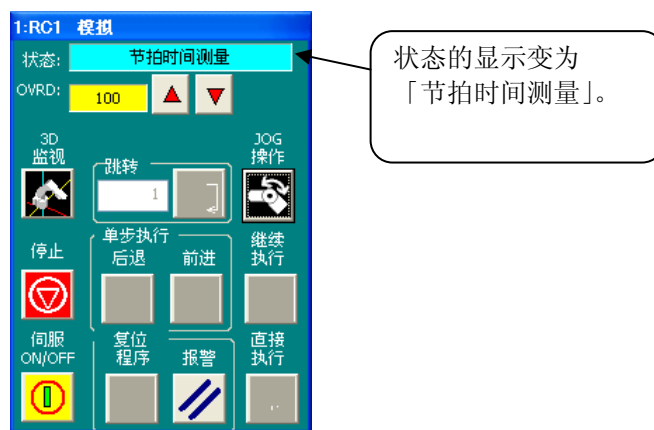 1:RC1 模拟
状态: 节拍时间测量
OVRD: 100
3D
监视
跳转
1
JOG
操作
停止
单步执行
后退 前进
继续
执行
伺服
ON/OFF
复位
程序
报警
直接
执行
状态的显示变为
「节拍时间测量」。